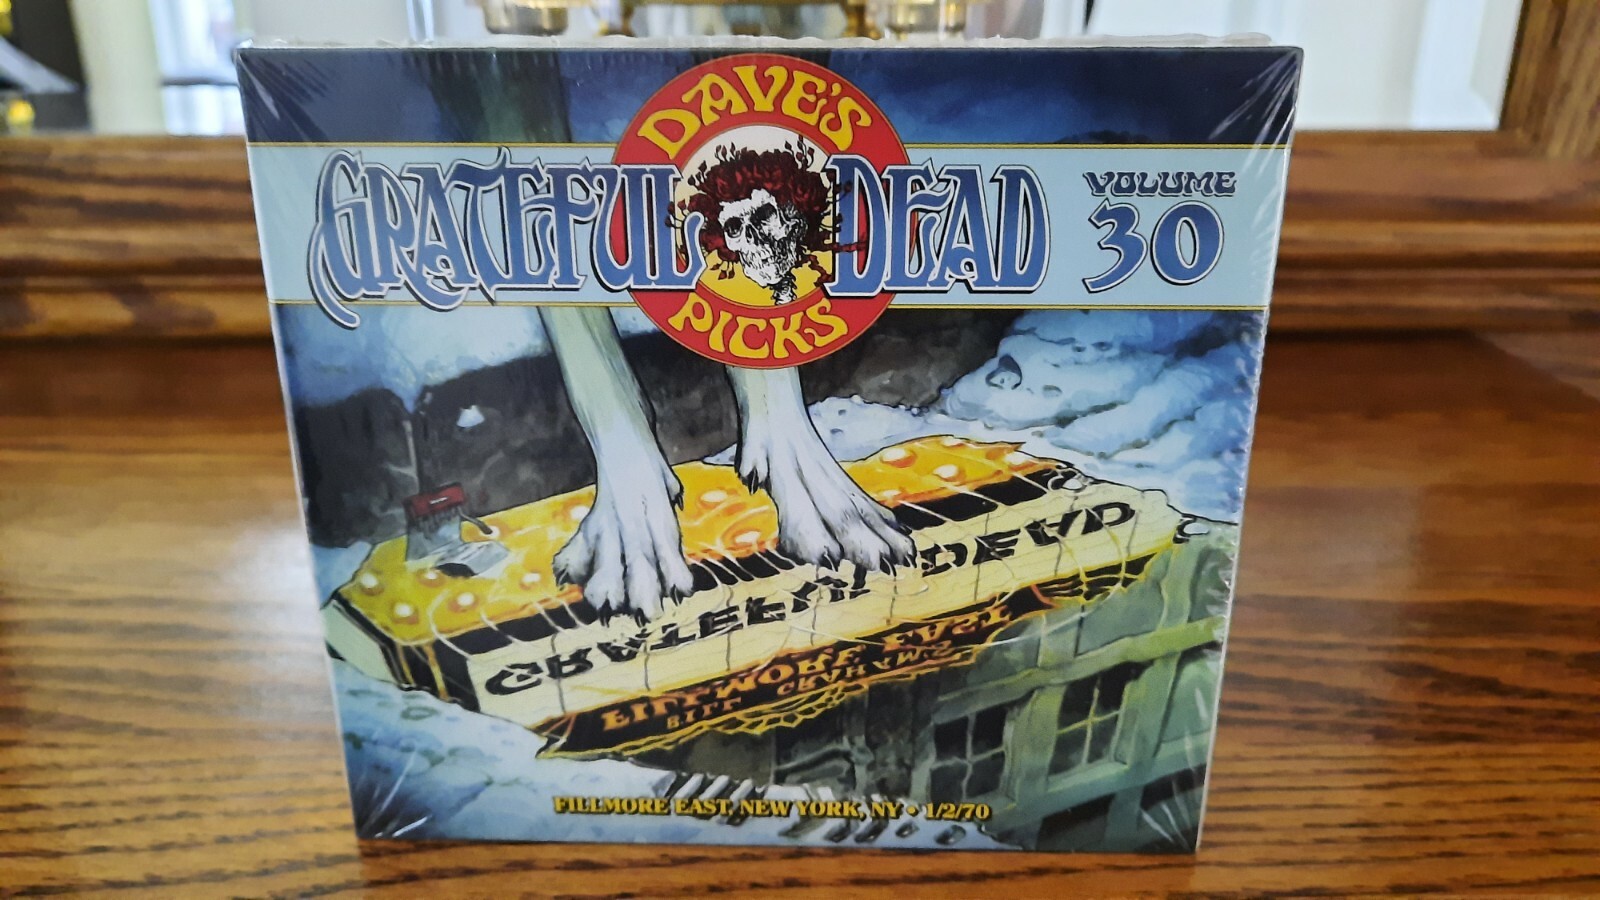 DAVE'S
GRATEFUL DEAD
VOLUME
30
PICKS
GRATEFUL DEAD
FILLMORE EAST
BILL GRAHAM'S
FILLMORE EAST, NEW YORK, NY • 1/2/70